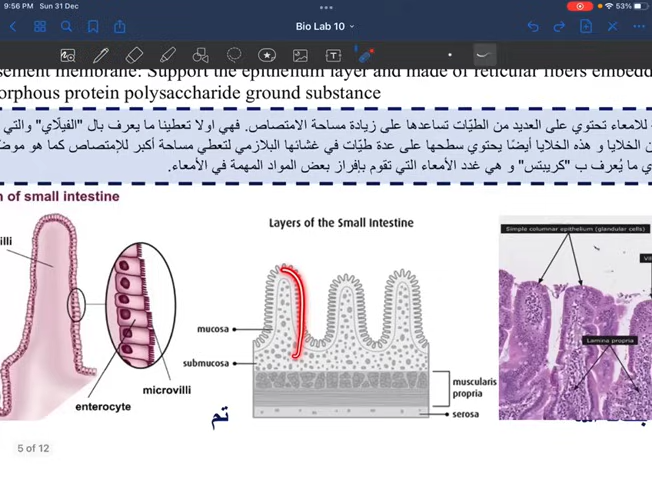 9:56 PM Sun 31 Dec
53%
Bio Lab 10
sement membrane: Support the epithelium layer and made of reticular fibers embedd
orphous protein polysaccharide ground substance
للامعاء تحتوي على العديد من الطيّات تساعدها على زيادة مساحة الامتصاص. فهي اولا تعطينا ما يعرف بال "الفيلّاي" والتي
ن الخلايا و هذه الخلايا أيضًا يحتوي سطحها على عدة طيّات في غشائها البلازمي لتعطي مساحة أكبر للإمتصاص كما هو موض
ي ما يُعرف ب "كريبتس" و هي غدد الأمعاء التي تقوم بإفراز بعض المواد المهمة في الأمعاء.
n of small intestine
illi
microvilli
enterocyte
Layers of the Small Intestine
mucosa
submucosa
muscularis
propria
serosa
تم
Simple columnar epithelium (glandular cells)
Vil
Lamina propria
5 of 12